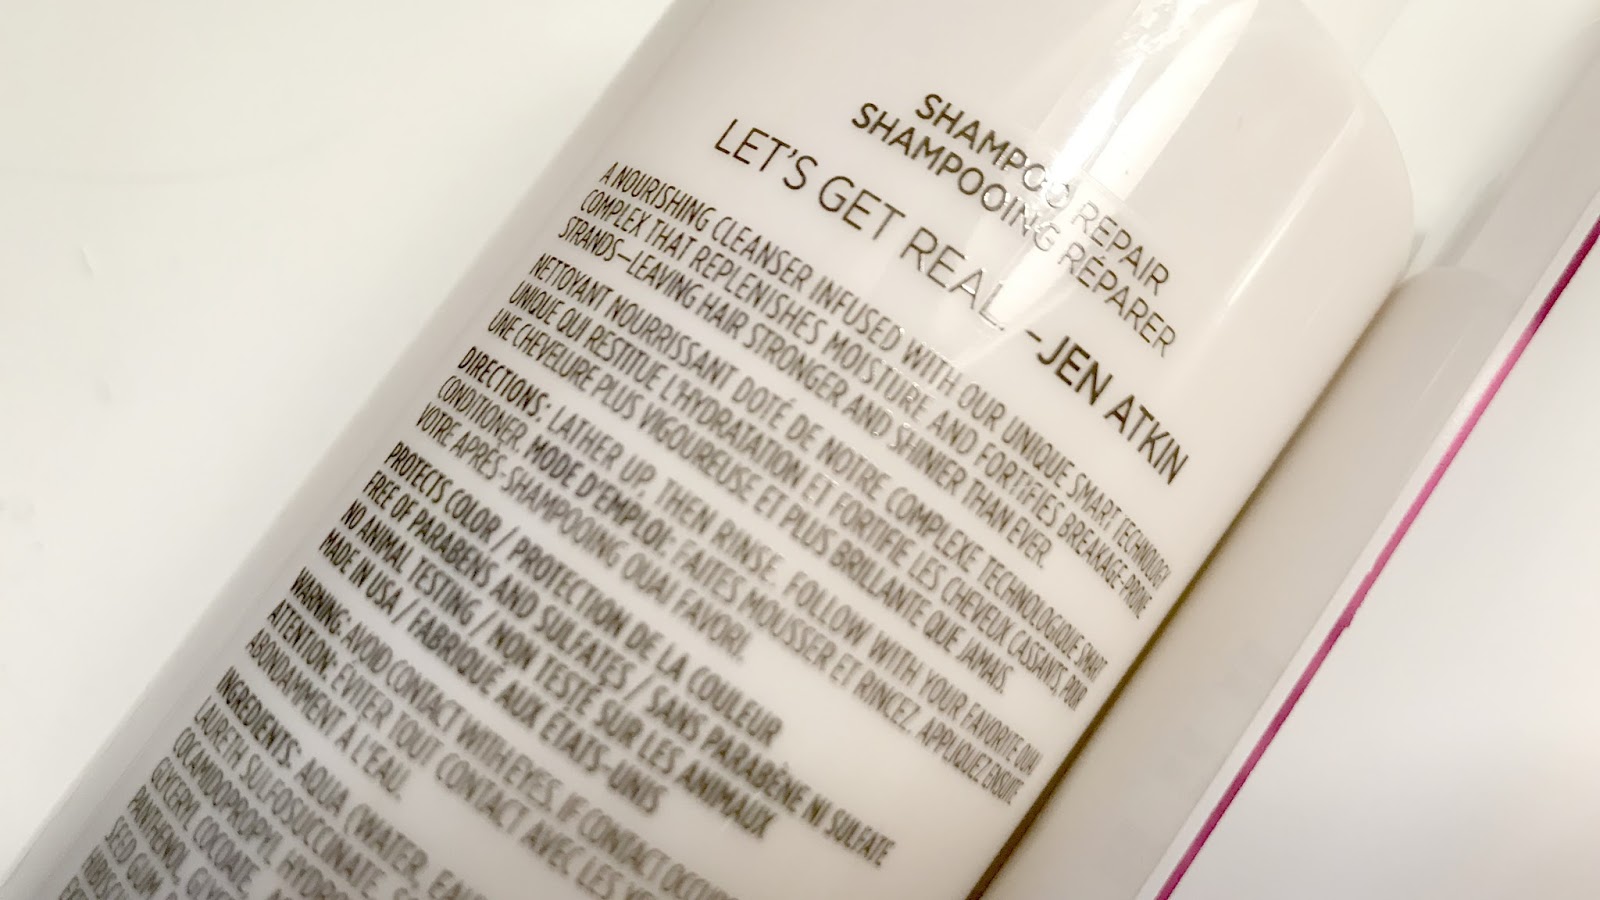 SHAMPOO REPAIR
SHAMPOOING RÉPARER
LET'S GET REAL. –JEN ATKIN
A NOURISHING CLEANSER INFUSED WITH OUR UNIQUE SMART TECHNOLOGY
COMPLEX THAT REPLENISHES MOISTURE AND FORTIFIES BREAKAGE-PRONE
STRANDS–LEAVING HAIR STRONGER AND SHINIER THAN EVER.
NETTOYANT NOURRISSANT DOTÉ DE NOTRE COMPLEXE TECHNOLOGIQUE SMART
UNIQUE QUI RESTITUE L'HYDRATATION ET FORTIFIE LES CHEVEUX CASSANTS, POUR
UNE CHEVELURE PLUS VIGOUREUSE ET PLUS BRILLANTE QUE JAMAIS.
DIRECTIONS: LATHER UP, THEN RINSE. FOLLOW WITH YOUR FAVORITE OUAI
CONDITIONER. MODE D'EMPLOI: FAITES MOUSSER ET RINCEZ. APPLIQUEZ ENSUITE
VOTRE APRÈS-SHAMPOOING OUAI FAVORI.
PROTECTS COLOR / PROTECTION DE LA COULEUR
FREE OF PARABENS AND SULFATES / SANS PARABÈNE NI SULFATE
NO ANIMAL TESTING / NON TESTÉ SUR LES ANIMAUX
MADE IN USA / FABRIQUÉ AUX ÉTATS-UNIS
WARNING: AVOID CONTACT WITH EYES. IF CONTACT
ATTENTION: ÉVITER TOUT CONTACT AVEC LES
ABONDAMMENT À L'EAU.
INGREDIENTS: AQUA (WATER, EAU
LAURETH SULFOSUCCINATE,
COCAMIDOPROPYL
GLYCERYL COCOATE,
PANTHENOL,
SEED GUM,